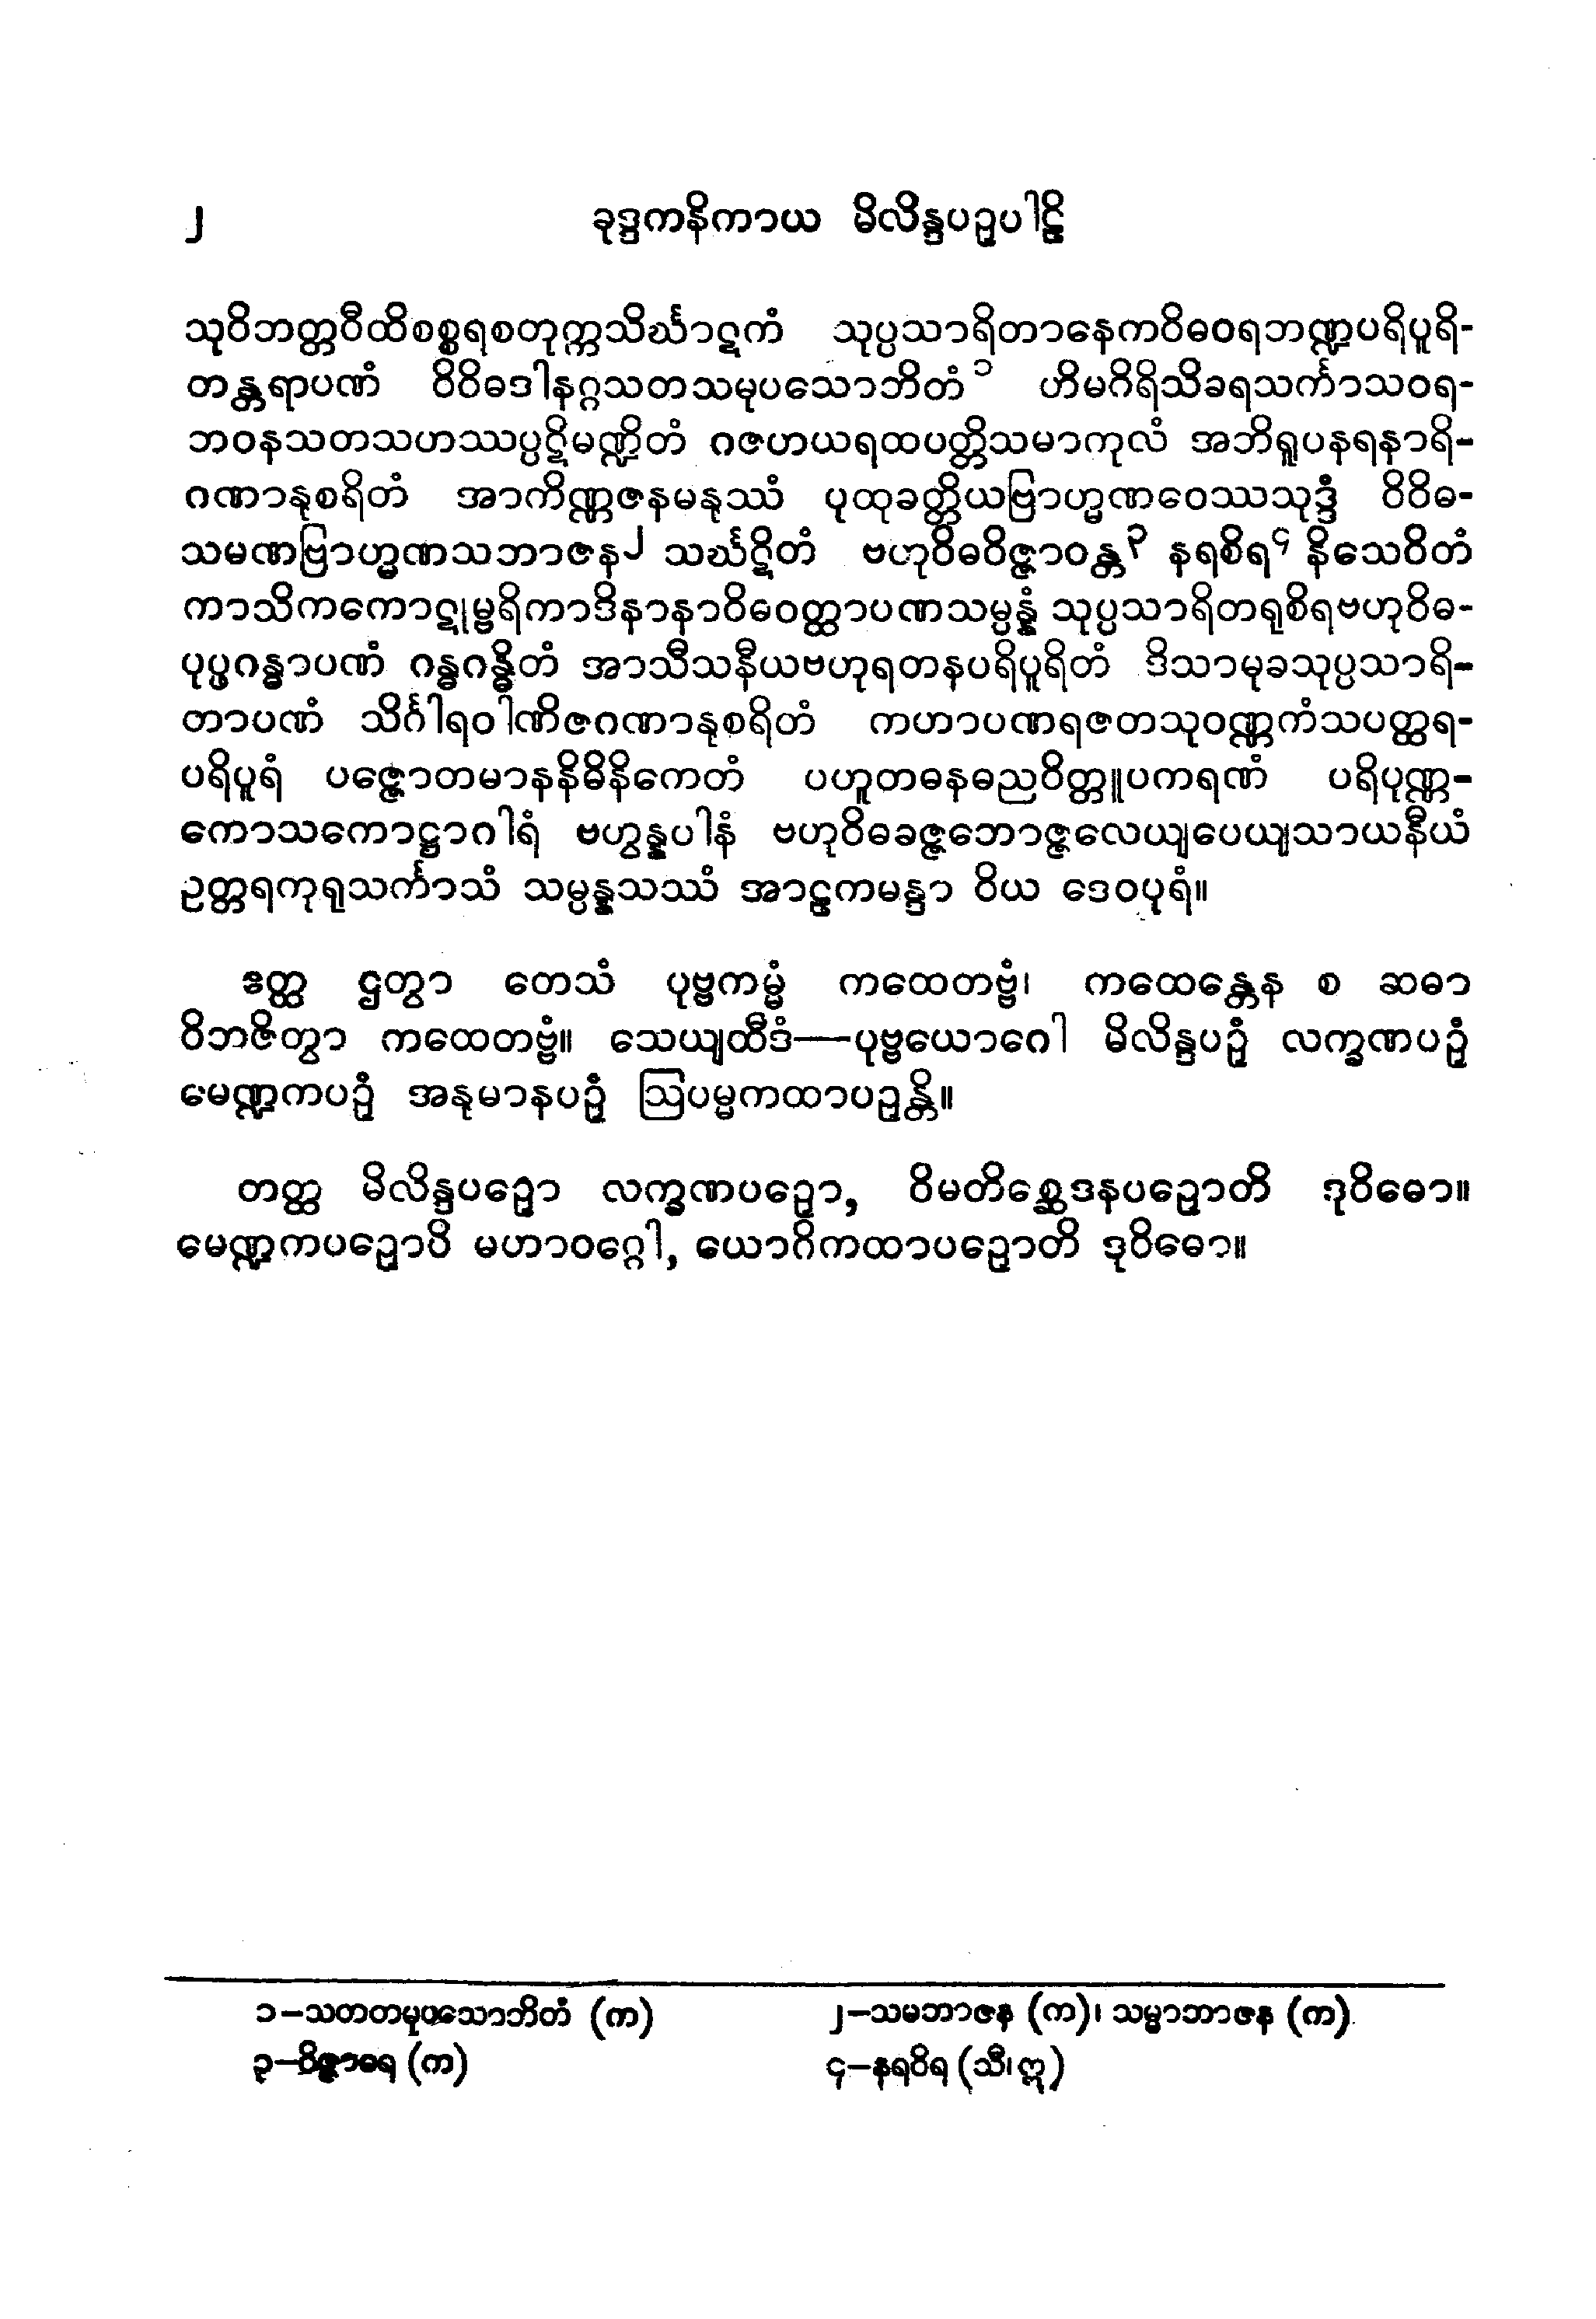 ၂ ခုဒ္ဒကနိကာယ မိလိန္ဒပဉှပါဠိ
သုဝိဘတ္တဝီထိစစ္စရစတုက္ကသိင်္ဃာဋကံ သုပ္ပသာရိတာနေကဝိဓဝရဘဏ္ဍပရိပူရိ-
တန္တရာပဏံ ဝိဝိဓဒါနဂ္ဂသတသမုပသောဘိတံ၁ ဟိမဂိရိသိခရသင်္ကာသဝရ-
ဘဝနသတသဟဿပ္ပဋိမဏ္ဍိတံ ဂဇဟယရထပတ္တိသမာကုလံ အဘိရူပနရနာရိ-
ဂဏာနုစရိတံ အာကိဏ္ဏဇနမနုဿံ ပုထုခတ္တိယဗြာဟ္မဏဝေဿသုဒ္ဒံ ဝိဝိဓ-
သမဏဗြာဟ္မဏသဘာဇန၂ သင်္ဃဋိတံ ဗဟုဝိဓဝိဇ္ဇာဝန္တ၃ နရစိရ၄ နိသေဝိတံ
ကာသိကကောဋုမ္ဗရိကာဒိနာနာဝိဓဝတ္ထာပဏသမ္ပန္နံ သုပ္ပသာရိတရုစိရဗဟုဝိဓ-
ပုပ္ဖဂန္ဓာပဏံ ဂန္ဓဂန္ဓိတံ အာသီသနီယဗဟုရတနပရိပူရိတံ ဒိသာမုခသုပ္ပသာရိ-
တာပဏံ သိင်္ဂါရဝါဏိဇဂဏာနုစရိတံ ကဟာပဏရဇတသုဝဏ္ဏကံသပတ္ထရ-
ပရိပူရံ ပဇ္ဇောတမာနနိဓိနိကေတံ ပဟူတဓနဓညဝိတ္တူပကရဏံ ပရိပုဏ္ဏ-
ကောသကောဋ္ဌာဂါရံ ဗဟွန္နပါနံ ဗဟုဝိဓခဇ္ဇဘောဇ္ဇလေယျပေယျသာယနီယံ
ဥတ္တရကုရုသင်္ကာသံ သမ္ပန္နသဿံ အာဠကမန္ဒာ ဝိယ ဒေဝပုရံ။
ဧတ္ထ ဌတွာ တေသံ ပုဗ္ဗကမ္မံ ကထေတဗ္ဗံ၊ ကထေန္တေန စ ဆဓာ
ဝိဘဇိတွာ ကထေတဗ္ဗံ။ သေယျထိဒံ—ပုဗ္ဗယောဂေါ မိလိန္ဒပဉှံ လက္ခဏပဉှံ
မေဏ္ဍကပဉှံ အနုမာနပဉှံ ဩပမ္မကထာပဉှန္တိ။
တတ္ထ မိလိန္ဒပဉှော လက္ခဏပဉှော, ဝိမတိစ္ဆေဒနပဉှောတိ ဒုဝိဓော။
မေဏ္ဍကပဉှောပိ မဟာဝဂ္ဂေါ, ယောဂိကထာပဉှောတိ ဒုဝိဓော။
၁–သတတမုပသောဘိတံ (က) ၂–သမဘာဇန (က)၊ သမ္မာဘာဇန (က)
၃–ဝိဇ္ဇာဓရ (က) ၄–နရဝိရ (သီ၊ဣ)